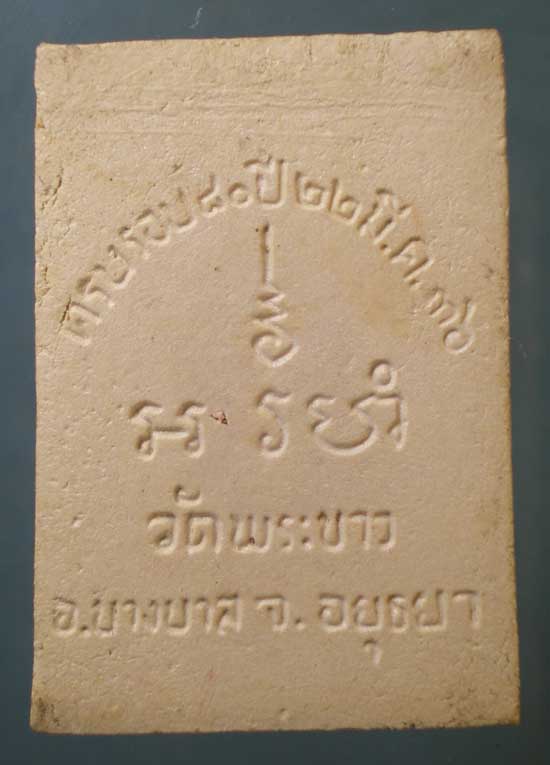 ครบรอบ ๘๐ ปี ๒๒ มี.ค. ๓๖
วัดพระขาว
อ.บางบาล จ. อยุธยา